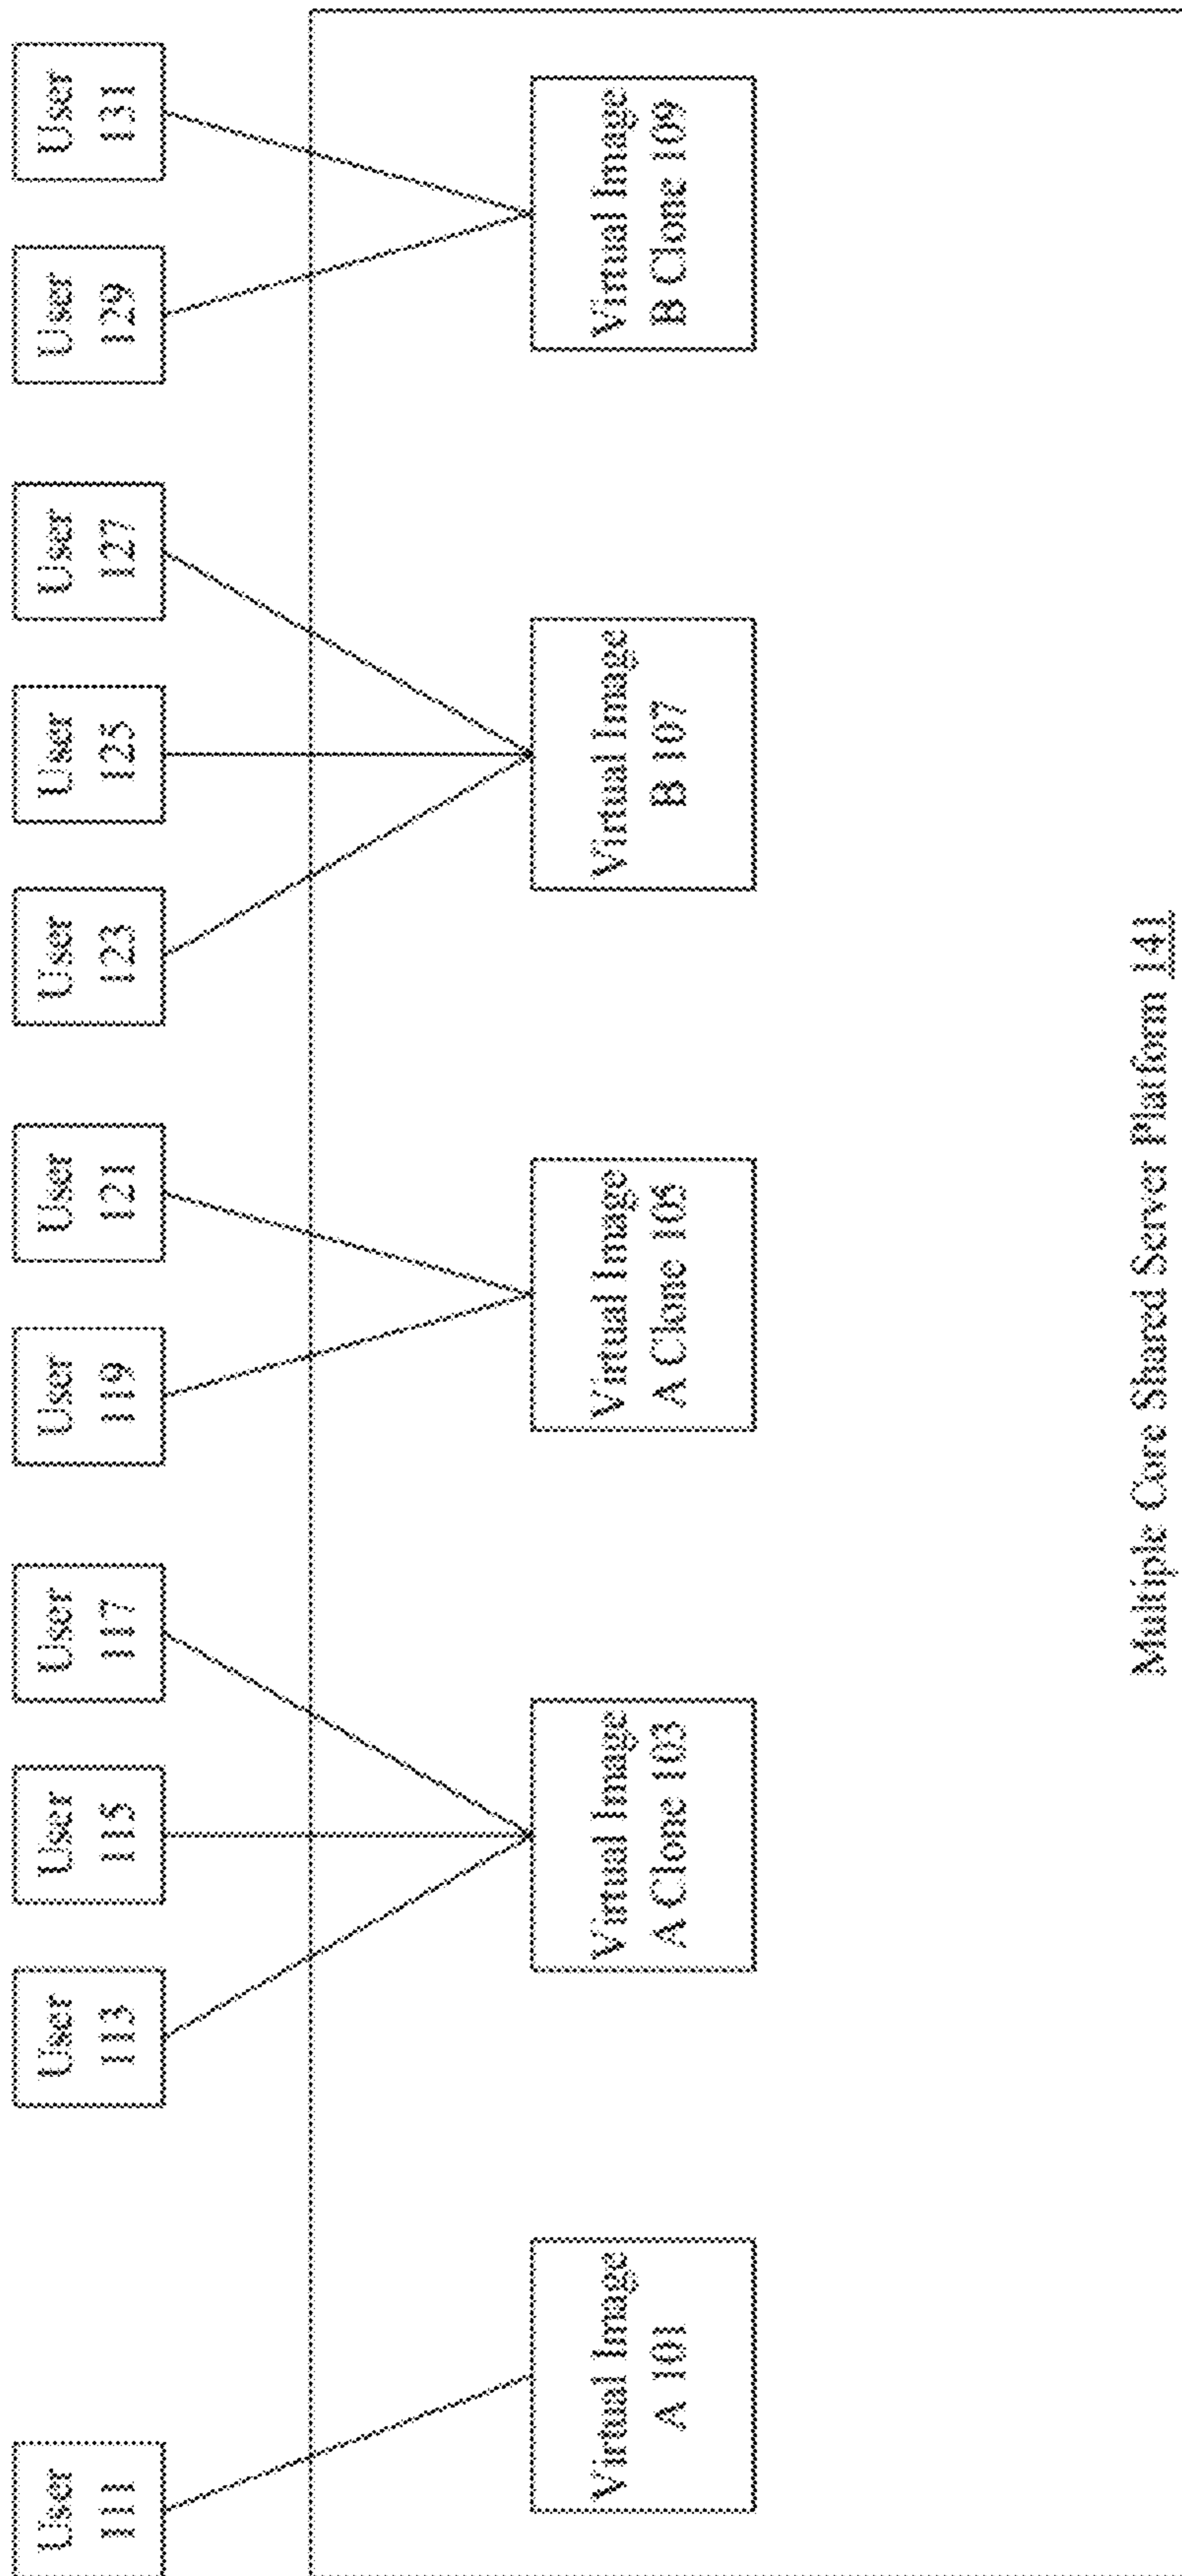 User
111
User
113
User
115
User
117
User
119
User
121
User
123
User
125
User
127
User
129
User
131
Virtual Image
A 101
Virtual Image
A Clone 103
Virtual Image
A Clone 105
Virtual Image
B 107
Virtual Image
B Clone 109
Multiple Core Shared Server Platform 141